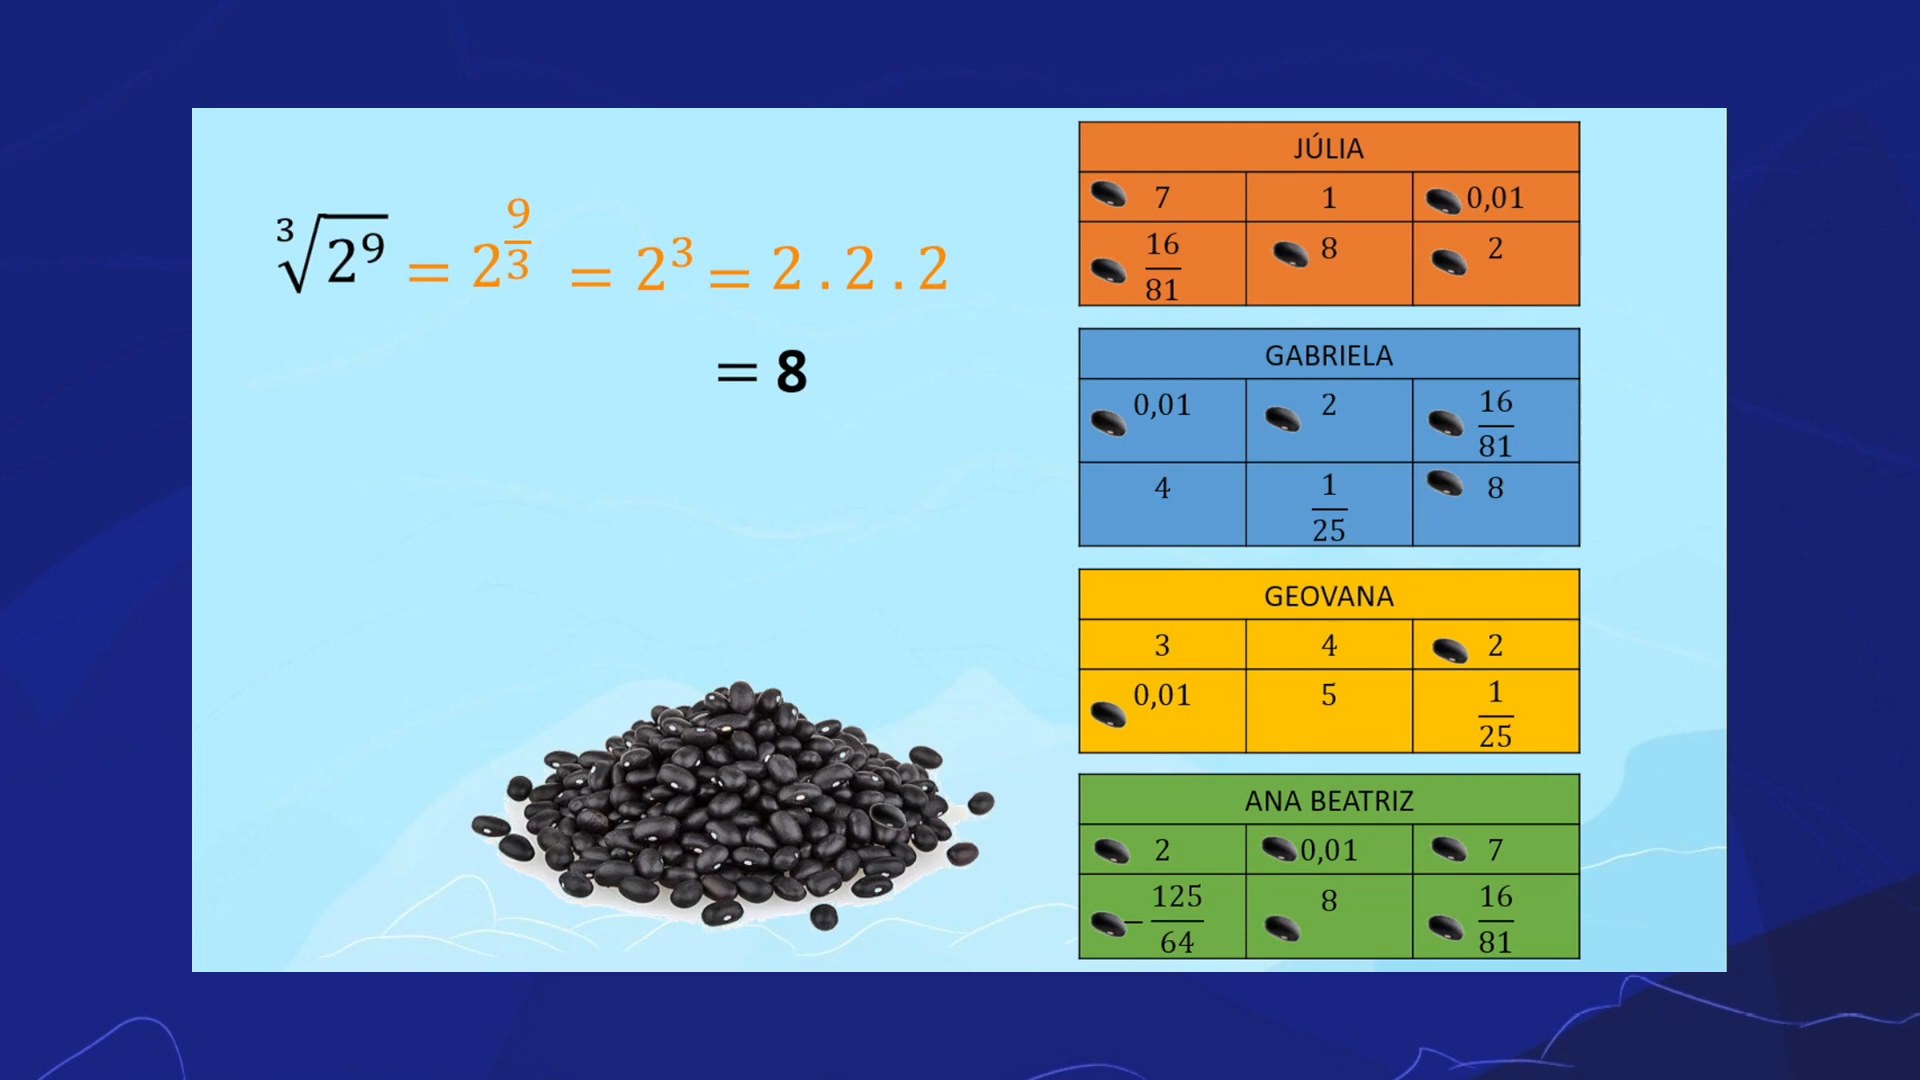 ∛2⁹ = 2^(9/3) = 2³ = 2 . 2 . 2
= 8
JÚLIA
7 1 0,01
16/81 8 2
GABRIELA
0,01 2 16/81
4 1/25 8
GEOVANA
3 4 2
0,01 5 1/25
ANA BEATRIZ
2 0,01 7
−125/64 8 16/81